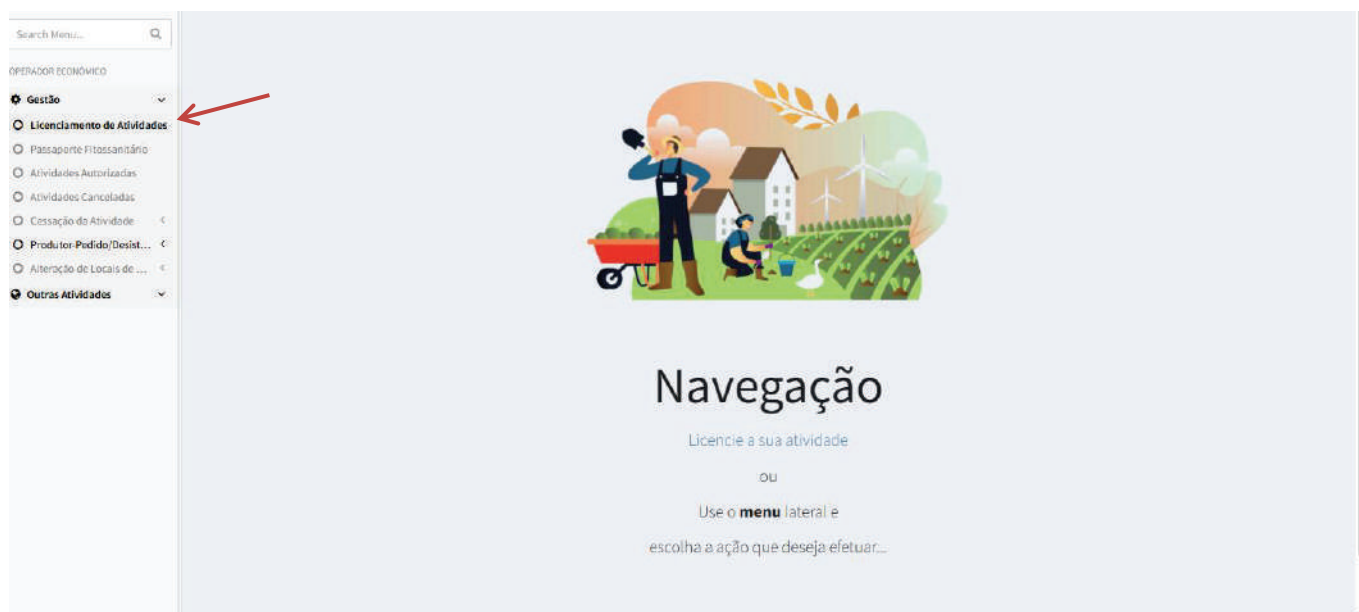 Search Menu...
OPERADOR ECONÓMICO
Gestão
Licenciamento de Atividades
Passaporte Fitossanitário
Atividades Autorizadas
Atividades Canceladas
Cessação da Atividade
Produtor-Pedido/Desist...
Alteração de Locais de ...
Outras Atividades
Navegação
Licencie a sua atividade
ou
Use o menu lateral e
escolha a ação que deseja efetuar...